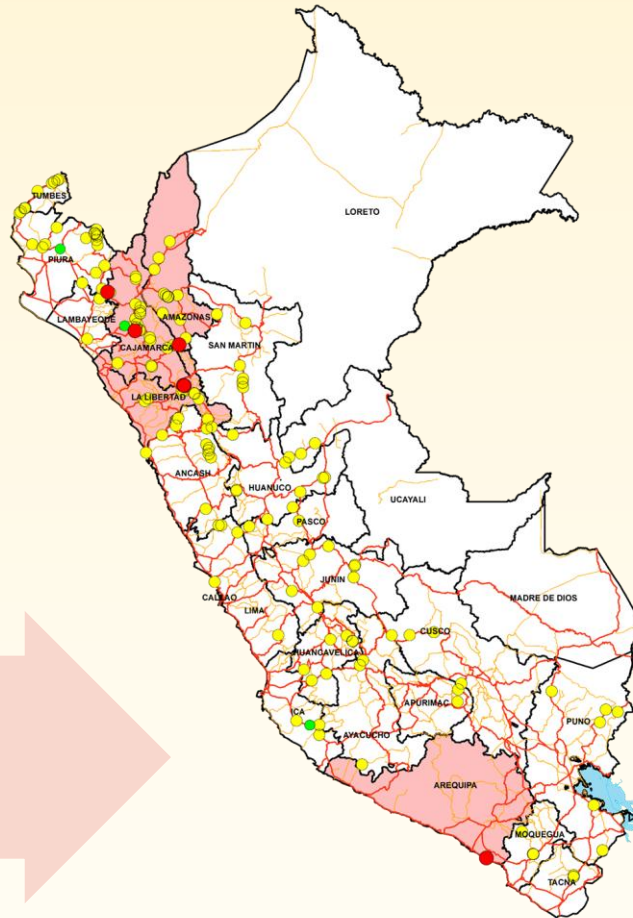 TUMBES
LORETO
PIURA
LAMBAYEQUE
AMAZONAS
CAJAMARCA
SAN MARTIN
LA LIBERTAD
ANCASH
HUANUCO
UCAYALI
PASCO
JUNIN
CALLAO
LIMA
MADRE DE DIOS
CUSCO
HUANCAVELICA
APURIMAC
ICA
AYACUCHO
PUNO
AREQUIPA
MOQUEGUA
TACNA